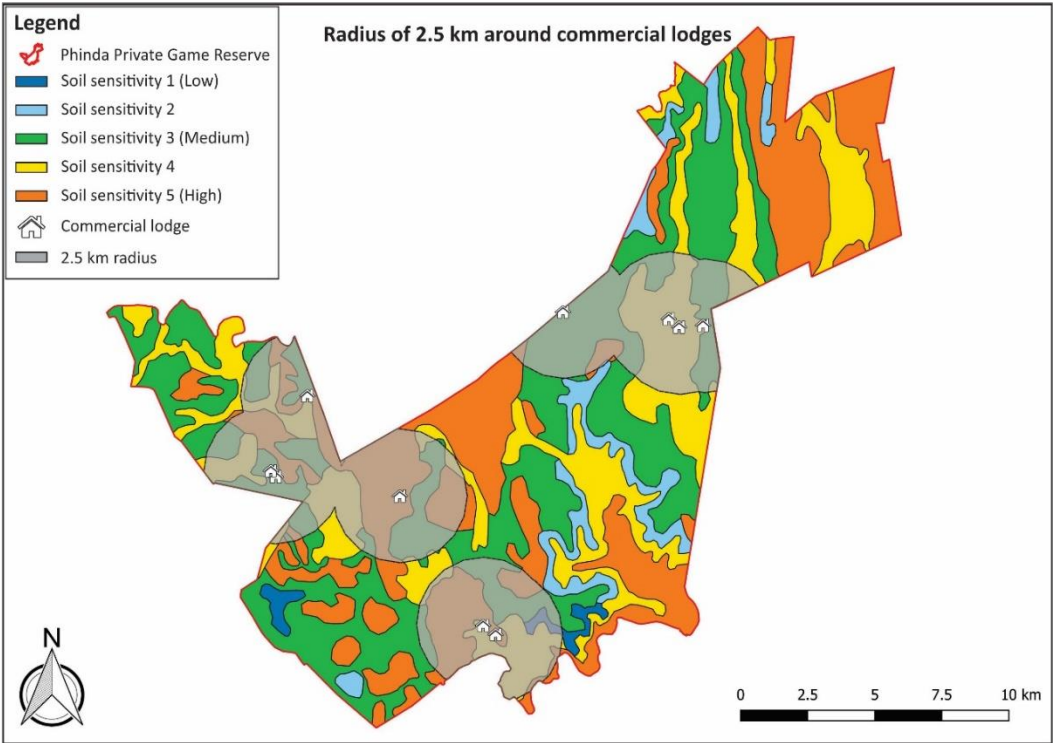 Legend
Radius of 2.5 km around commercial lodges
Phinda Private Game Reserve
Soil sensitivity 1 (Low)
Soil sensitivity 2
Soil sensitivity 3 (Medium)
Soil sensitivity 4
Soil sensitivity 5 (High)
Commercial lodge
2.5 km radius
N
0 2.5 5 7.5 10 km